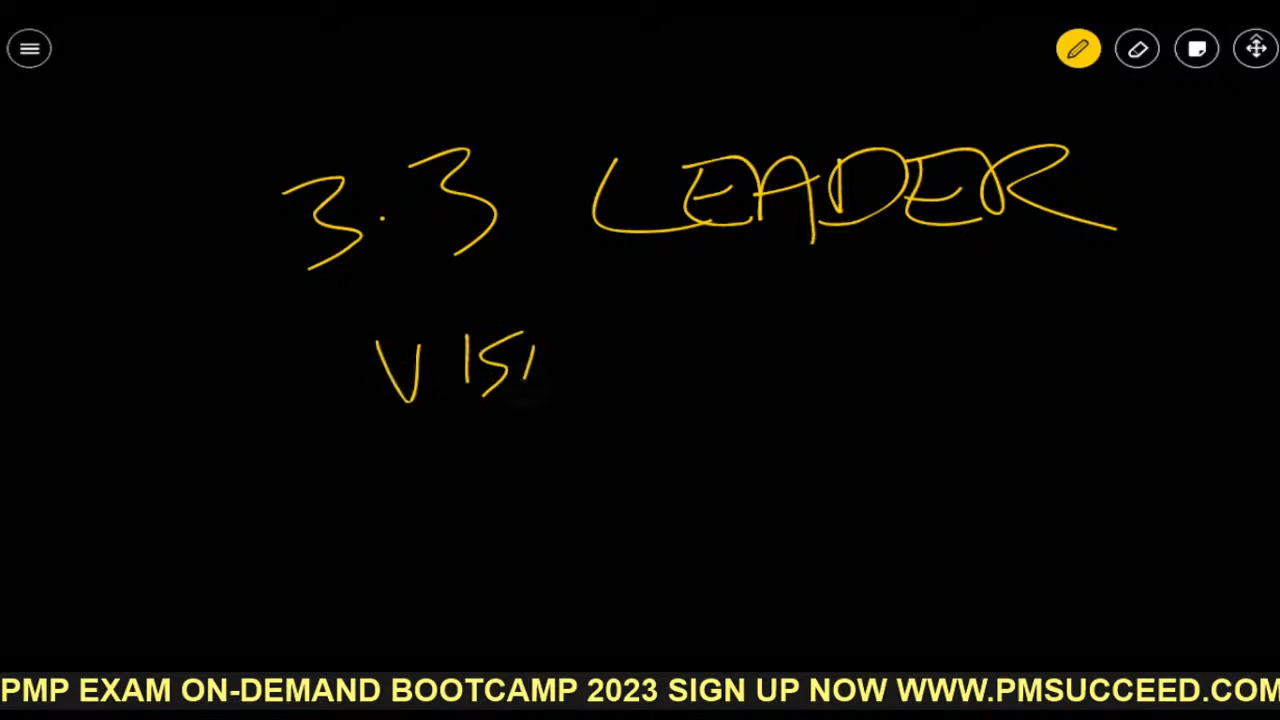 3.3 LEADER
VISI
PMP EXAM ON-DEMAND BOOTCAMP 2023 SIGN UP NOW WWW.PMSUCCEED.COM